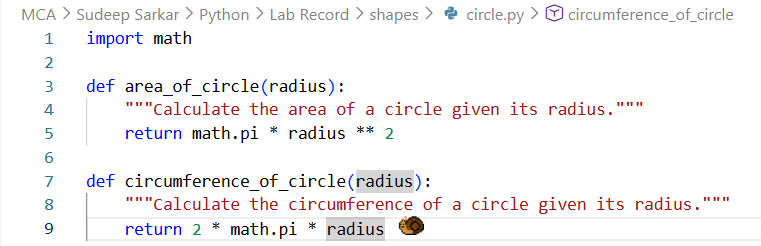 MCA > Sudeep Sarkar > Python > Lab Record > shapes > circle.py > circumference_of_circle
1 import math
2
3 def area_of_circle(radius):
4     """Calculate the area of a circle given its radius."""
5     return math.pi * radius ** 2
6
7 def circumference_of_circle(radius):
8     """Calculate the circumference of a circle given its radius."""
9     return 2 * math.pi * radius